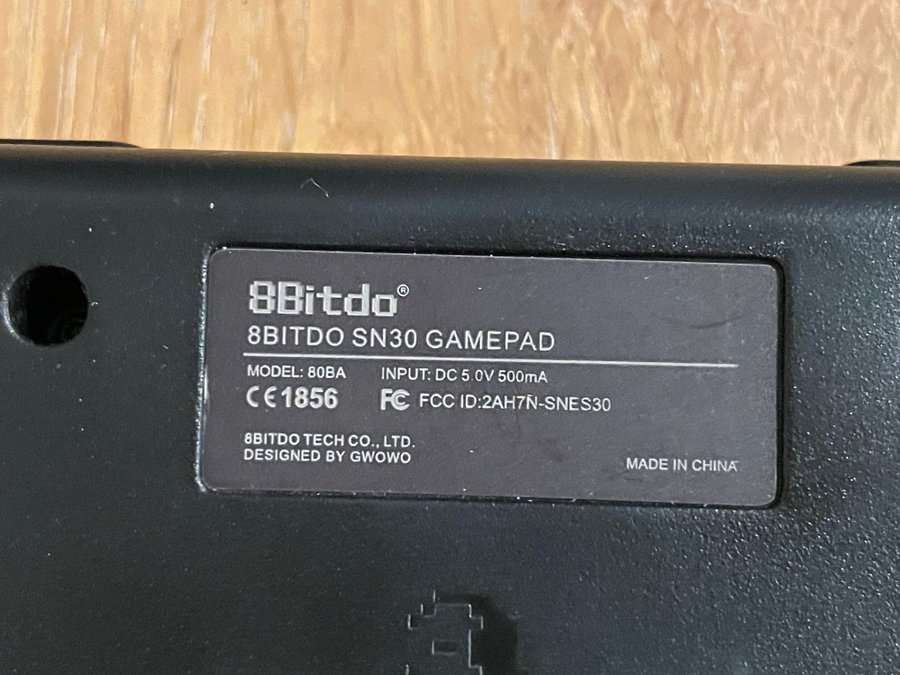 8Bitdo®
8BITDO SN30 GAMEPAD
MODEL: 80BA INPUT: DC 5.0V 500mA
CE1856 FC FCC ID:2AH7N-SNES30
8BITDO TECH CO., LTD.
DESIGNED BY GWOWO
MADE IN CHINA